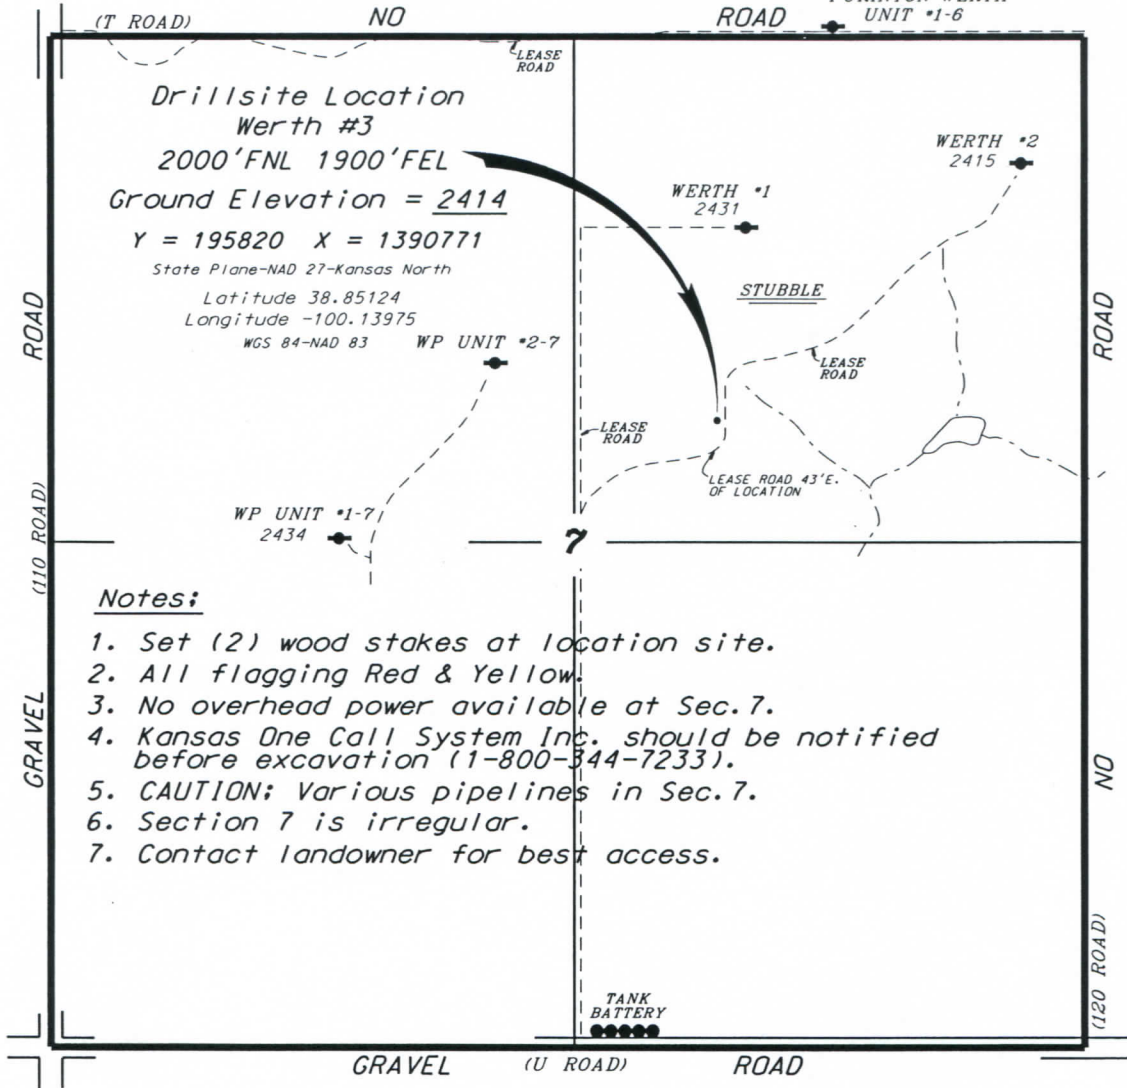 (T ROAD) NO ROAD
UNIT #1-6
LEASE
ROAD
Drillsite Location
Werth #3
2000'FNL 1900'FEL
Ground Elevation = 2414
Y = 195820 X = 1390771
State Plane-NAD 27-Kansas North
Latitude 38.85124
Longitude -100.13975
WGS 84-NAD 83
WERTH #2
2415
WERTH #1
2431
STUBBLE
ROAD
ROAD
WP UNIT #2-7
LEASE
ROAD
LEASE
ROAD
LEASE ROAD 43'E.
OF LOCATION
WP UNIT #1-7
2434
(110 ROAD)
7
Notes:
1. Set (2) wood stakes at location site.
2. All flagging Red & Yellow.
3. No overhead power available at Sec.7.
4. Kansas One Call System Inc. should be notified
before excavation (1-800-344-7233).
5. CAUTION: Various pipelines in Sec.7.
6. Section 7 is irregular.
7. Contact landowner for best access.
GRAVEL
NO
(120 ROAD)
TANK
BATTERY
GRAVEL (U ROAD) ROAD